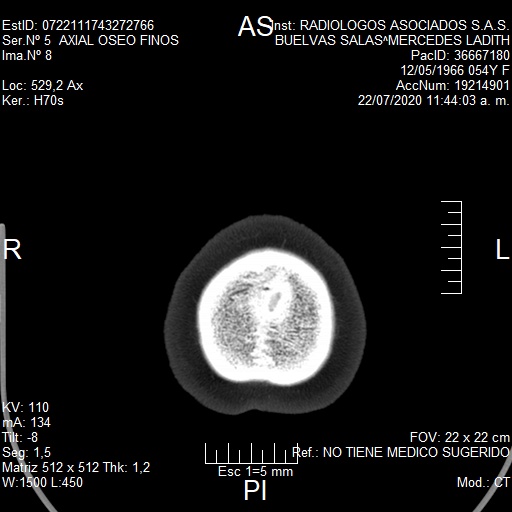 EstID: 0722111743272766
Ser.Nº 5 AXIAL OSEO FINOS
Ima.Nº 8
Loc: 529,2 Ax
Ker.: H70s
AS
nst: RADIOLOGOS ASOCIADOS S.A.S.
BUELVAS SALAS^MERCEDES LADITH
PacID: 36667180
12/05/1966 054Y F
AccNum: 19214901
22/07/2020 11:44:03 a. m.
R
L
KV: 110
mA: 134
Tilt: -8
Seg: 1,5
Matriz 512 x 512 Thk: 1,2
W:1500 L:450
Esc 1=5 mm
PI
FOV: 22 x 22 cm
Ref.: NO TIENE MEDICO SUGERIDO
Mod.: CT